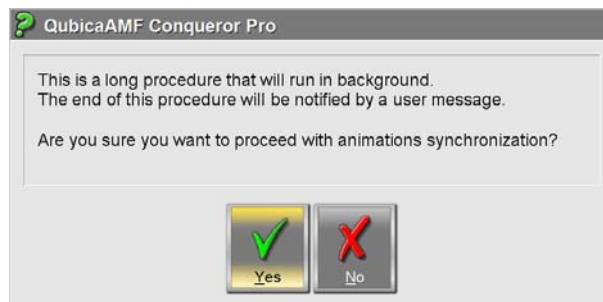 QubicaAMF Conqueror Pro
This is a long procedure that will run in background.
The end of this procedure will be notified by a user message.
Are you sure you want to proceed with animations synchronization?
Yes No